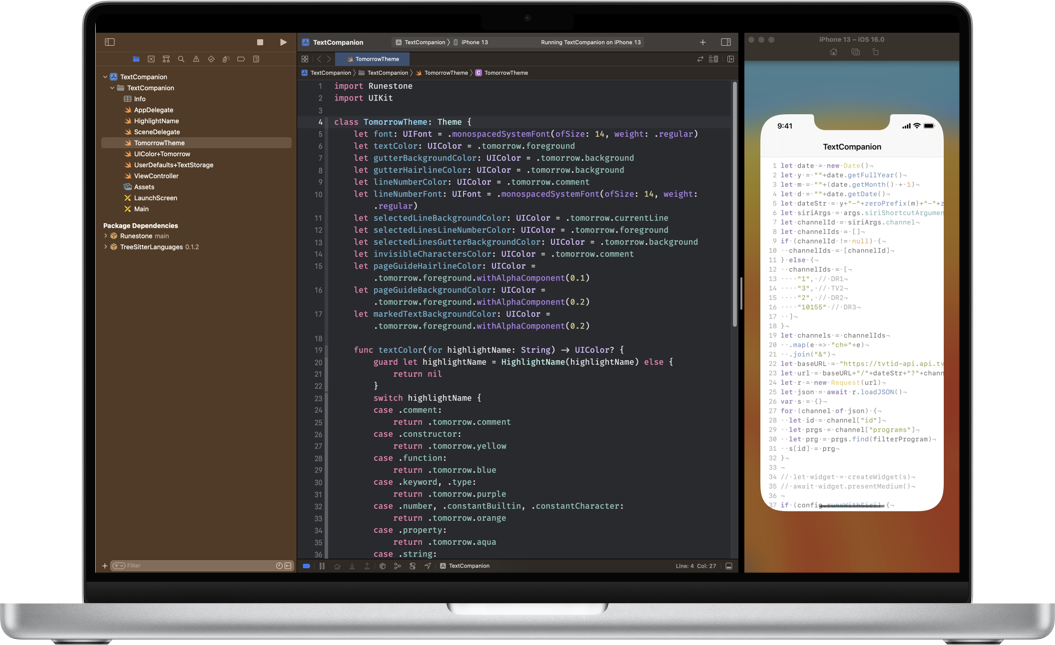 TextCompanion
TextCompanion
Info
AppDelegate
HighlightName
SceneDelegate
TomorrowTheme
UIColor+Tomorrow
UserDefaults+TextStorage
ViewController
Assets
LaunchScreen
Main
Package Dependencies
Runestone main
TreeSitterLanguages 0.1.2
Filter
TextCompanion
TextCompanion
iPhone 13
Running TextCompanion on iPhone 13
TomorrowTheme
TextCompanion
TextCompanion
TomorrowTheme
TomorrowTheme
1 import Runestone
2 import UIKit
3
4 class TomorrowTheme: Theme {
5 let font: UIFont = .monospacedSystemFont(ofSize: 14, weight: .regular)
6 let textColor: UIColor = .tomorrow.foreground
7 let gutterBackgroundColor: UIColor = .tomorrow.background
8 let gutterHairlineColor: UIColor = .tomorrow.background
9 let lineNumberColor: UIColor = .tomorrow.comment
10 let lineNumberFont: UIFont = .monospacedSystemFont(ofSize: 14, weight:
.regular)
11 let selectedLineBackgroundColor: UIColor = .tomorrow.currentLine
12 let selectedLinesLineNumberColor: UIColor = .tomorrow.foreground
13 let selectedLinesGutterBackgroundColor: UIColor = .tomorrow.background
14 let invisibleCharactersColor: UIColor = .tomorrow.comment
15 let pageGuideHairlineColor: UIColor =
.tomorrow.foreground.withAlphaComponent(0.1)
16 let pageGuideBackgroundColor: UIColor =
.tomorrow.foreground.withAlphaComponent(0.2)
17 let markedTextBackgroundColor: UIColor =
.tomorrow.foreground.withAlphaComponent(0.2)
18
19 func textColor(for highlightName: String) -> UIColor? {
20 guard let highlightName = HighlightName(highlightName) else {
21 return nil
22 }
23 switch highlightName {
24 case .comment:
25 return .tomorrow.comment
26 case .constructor:
27 return .tomorrow.yellow
28 case .function:
29 return .tomorrow.blue
30 case .keyword, .type:
31 return .tomorrow.purple
32 case .number, .constantBuiltin, .constantCharacter:
33 return .tomorrow.orange
34 case .property:
35 return .tomorrow.aqua
36 case .string:
TextCompanion
Line: 4 Col: 27
iPhone 13 – iOS 16.0
9:41
TextCompanion
1 let·date·=·new·Date()¬
2 let·y·=·""+date.getFullYear()¬
3 let·m·=·""+(date.getMonth()·+·1)¬
4 let·d·=·""+date.getDate()¬
5 let·dateStr·=·y+"-"+zeroPrefix(m)+"-"+z
6 let·siriArgs·=·args.siriShortcutArgumen
7 let·channelId·=·siriArgs.channel¬
8 let·channelIds·=·[]¬
9 if·(channelId·!=·null)·{¬
10 ··channelIds·=·[channelId]¬
11 }·else·{¬
12 ··channelIds·=·[¬
13 ····"1",·//·DR1¬
14 ····"3",·//·TV2¬
15 ····"2",·//·DR2¬
16 ····"10155"·//·DR3¬
17 ··]¬
18 }¬
19 let·channels·=·channelIds¬
20 ··.map(e·=>·"ch="+e)¬
21 ··.join("&")¬
22 let·baseURL·=·"https://tvtid-api.api.tv
23 let·url·=·baseURL+"/"+dateStr+"?"+chann
24 let·r·=·new·Request(url)¬
25 let·json·=·await·r.loadJSON()¬
26 var·s·=·{}¬
27 for·(channel·of·json)·{¬
28 ··let·id·=·channel["id"]¬
29 ··let·prgs·=·channel["programs"]¬
30 ··let·prg·=·prgs.find(filterProgram)¬
31 ··s[id]·=·prg¬
32 }¬
33 ¬
34 //·let·widget·=·createWidget(s)¬
35 //·await·widget.presentMedium()¬
36 ¬
37 if·(config.runsWithSiri)·{¬